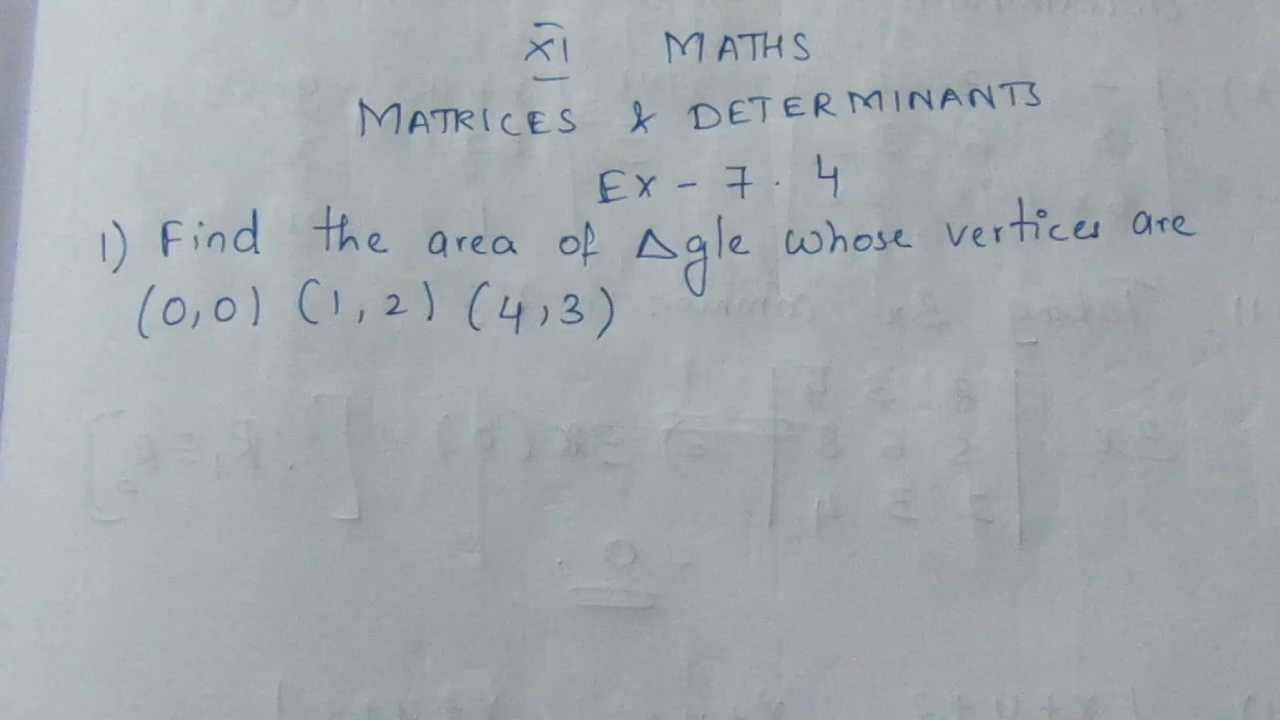 XI MATHS
MATRICES & DETERMINANTS
Ex - 7.4
1) Find the area of Δgle whose vertices are
(0,0) (1,2) (4,3)